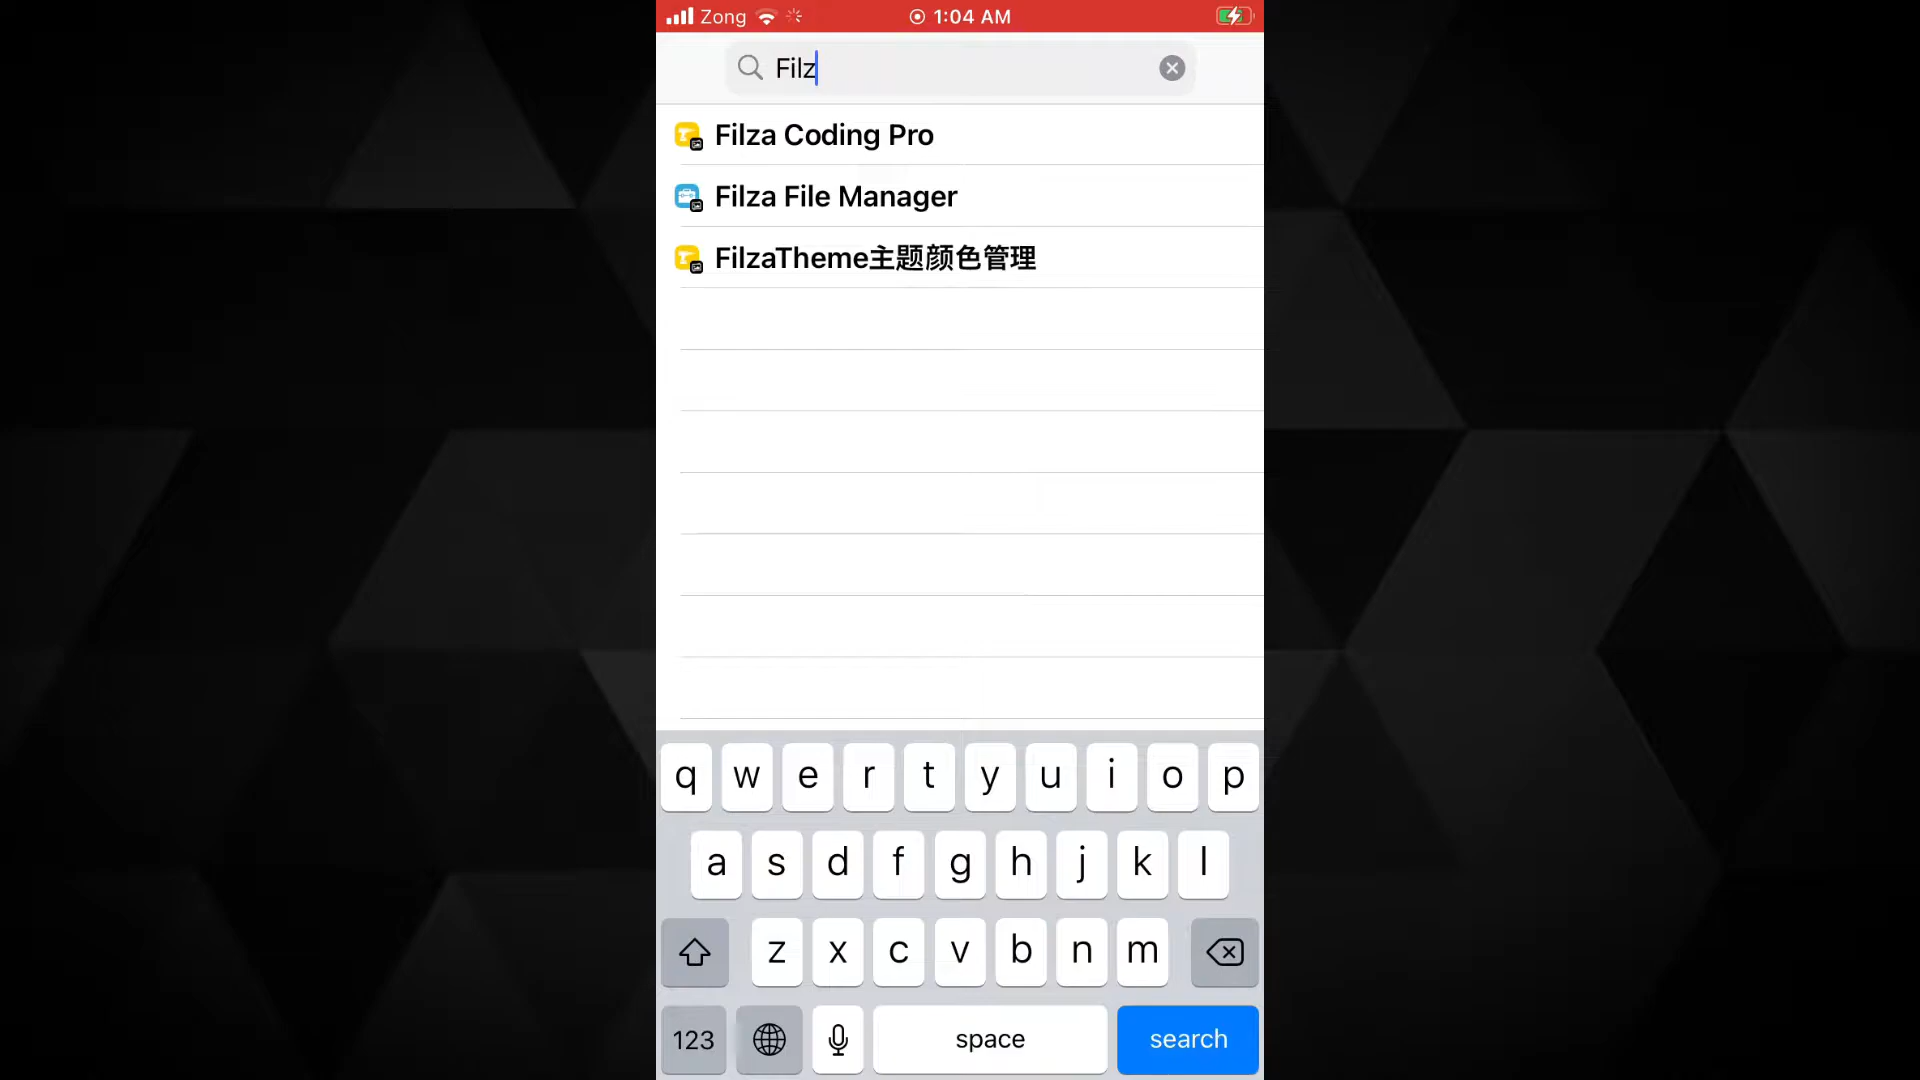 Zong 1:04 AM
Filz
Filza Coding Pro
Filza File Manager
FilzaTheme主题颜色管理
q w e r t y u i o p
a s d f g h j k l
z x c v b n m
123 space search